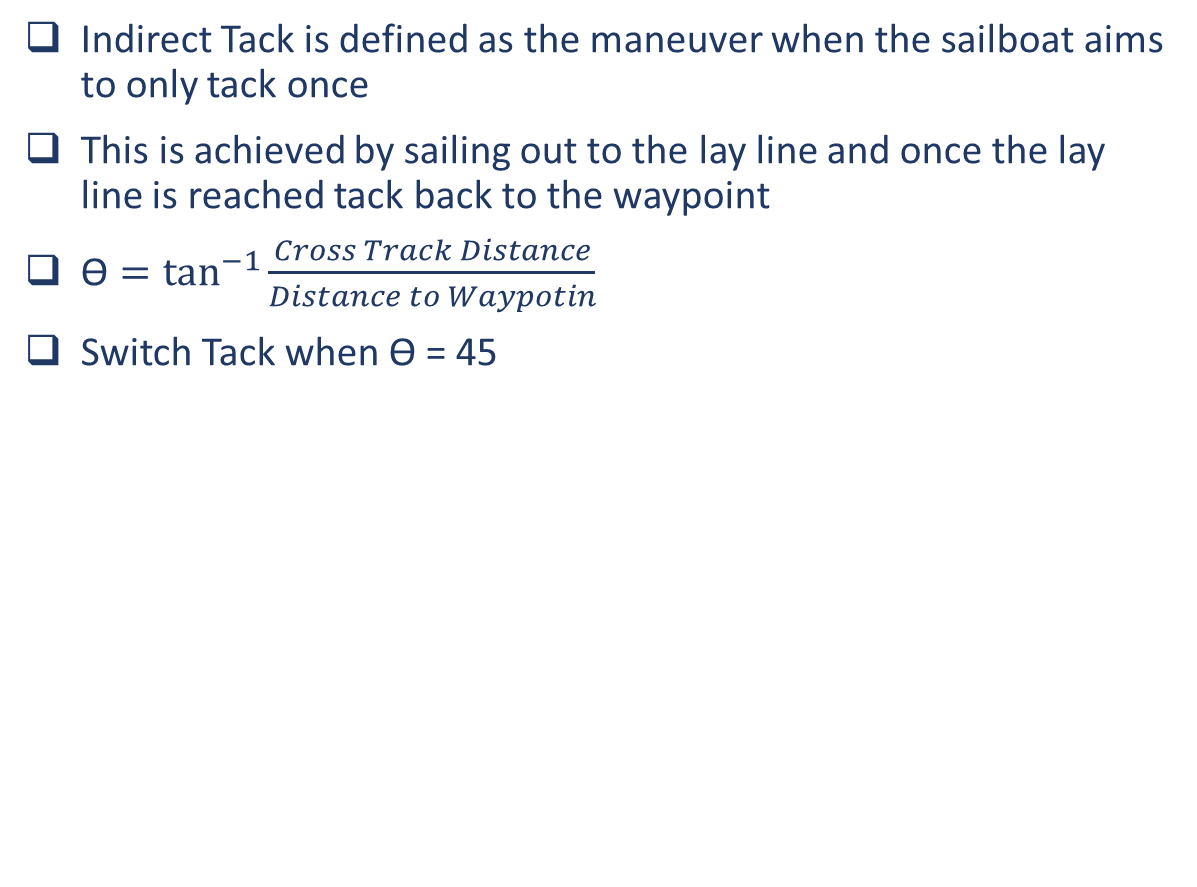 ❑ Indirect Tack is defined as the maneuver when the sailboat aims
to only tack once
❑ This is achieved by sailing out to the lay line and once the lay
line is reached tack back to the waypoint
❑ ϴ = tan⁻¹ Cross Track Distance / Distance to Waypotin
❑ Switch Tack when ϴ = 45